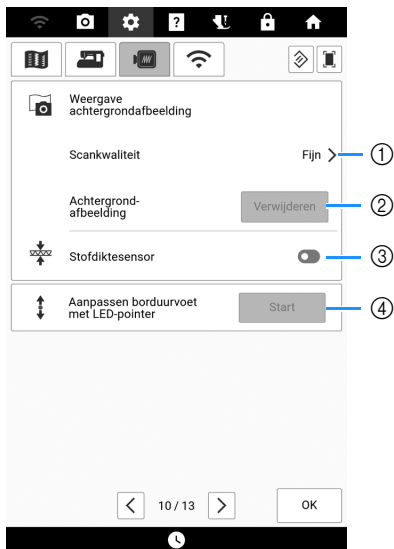 ?
Weergave
achtergrondafbeelding
Scankwaliteit
Fijn
①
Achtergrond-
afbeelding
Verwijderen
②
Stofdiktesensor
③
Aanpassen borduurvoet
met LED-pointer
Start
④
10 / 13
OK